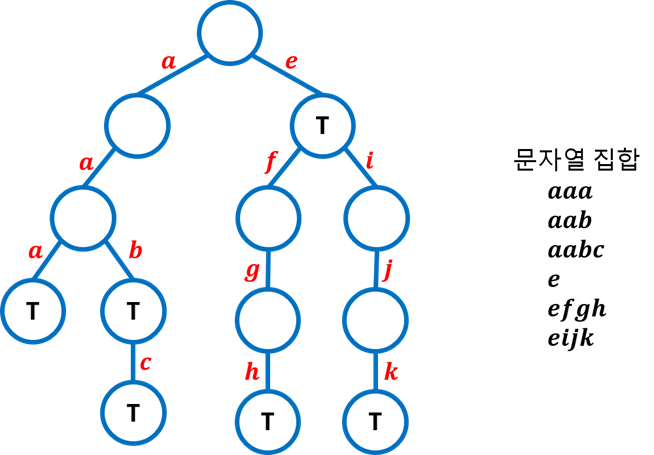 a e
T
a f i
a b g j
T T
c h k
T T T
문자열 집합
aaa
aab
aabc
e
efgh
eijk